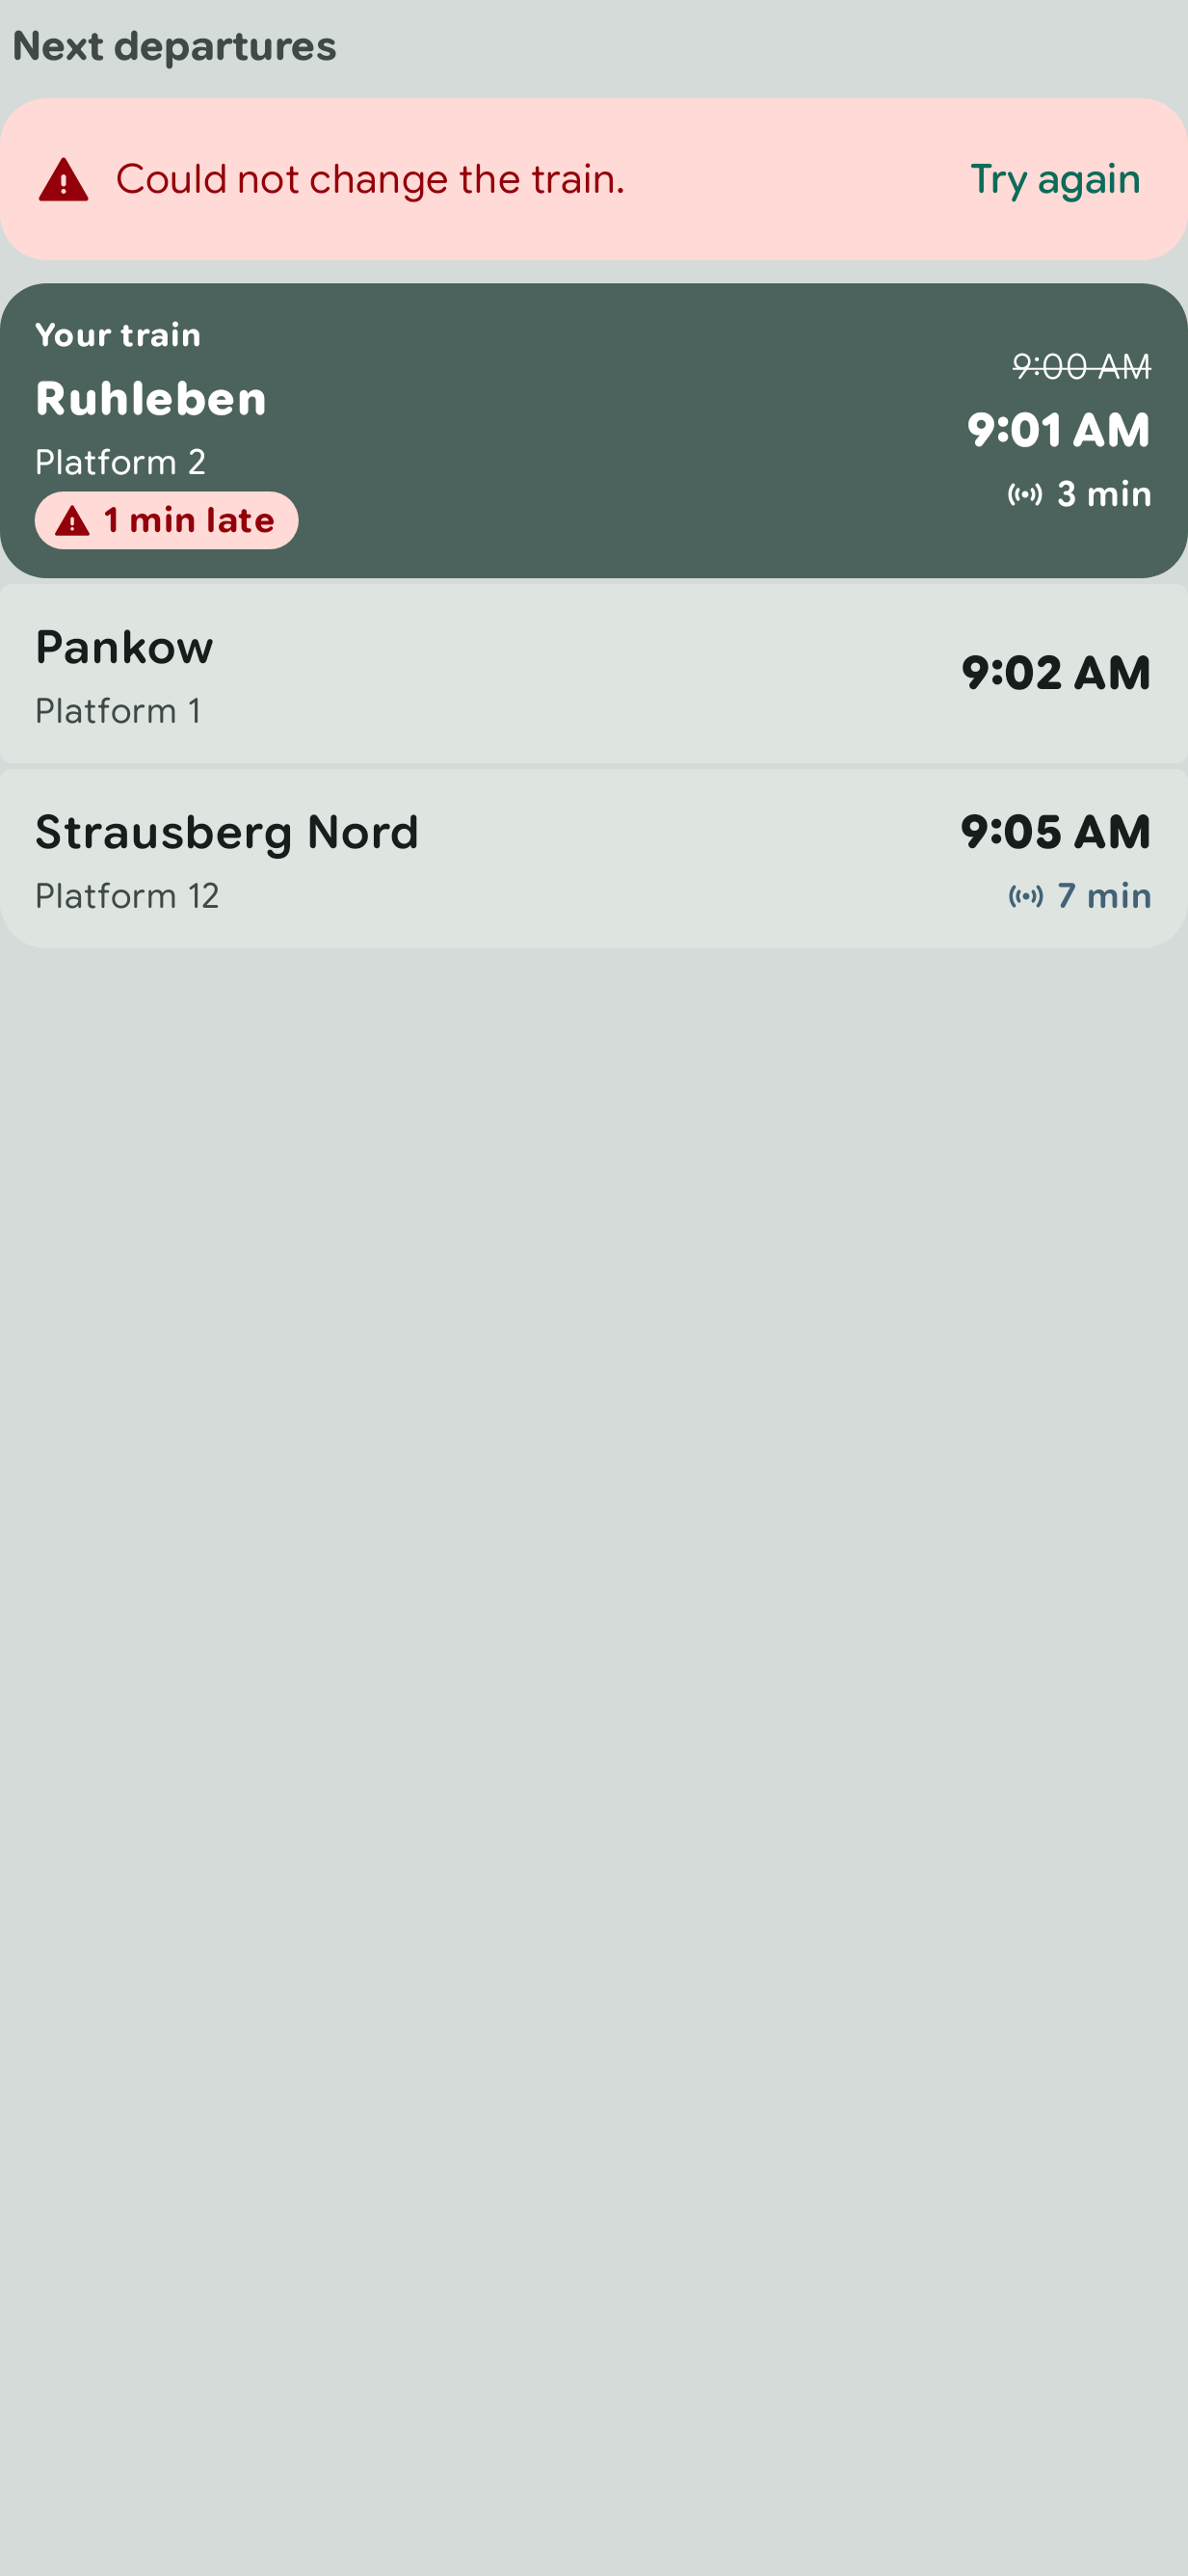 Next departures
Could not change the train.
Try again
Your train
Ruhleben
Platform 2
1 min late
9:00 AM
9:01 AM
3 min
Pankow
Platform 1
9:02 AM
Strausberg Nord
Platform 12
9:05 AM
7 min